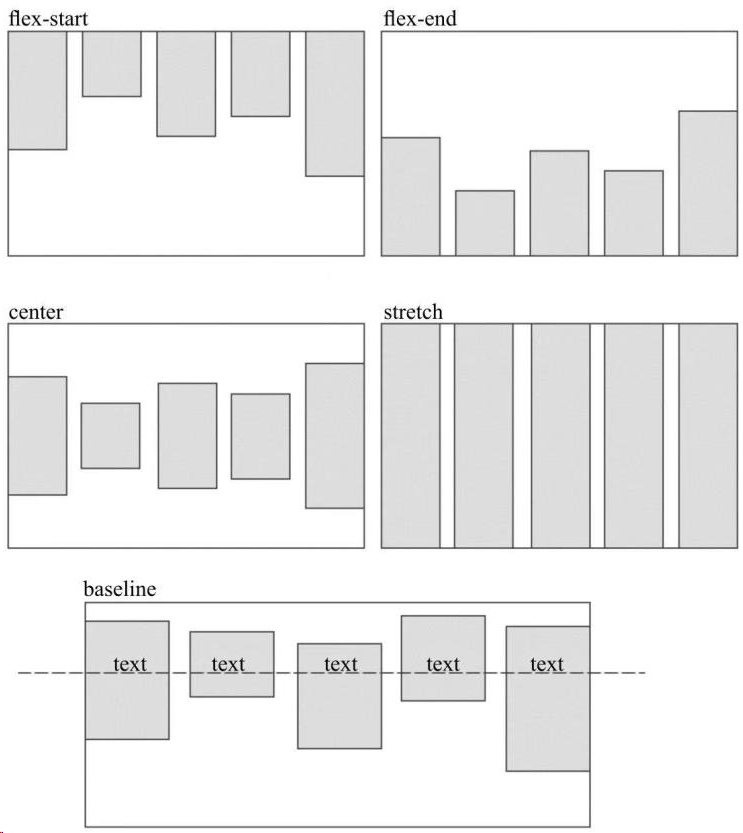 flex-start
flex-end
center
stretch
baseline
text text text text text